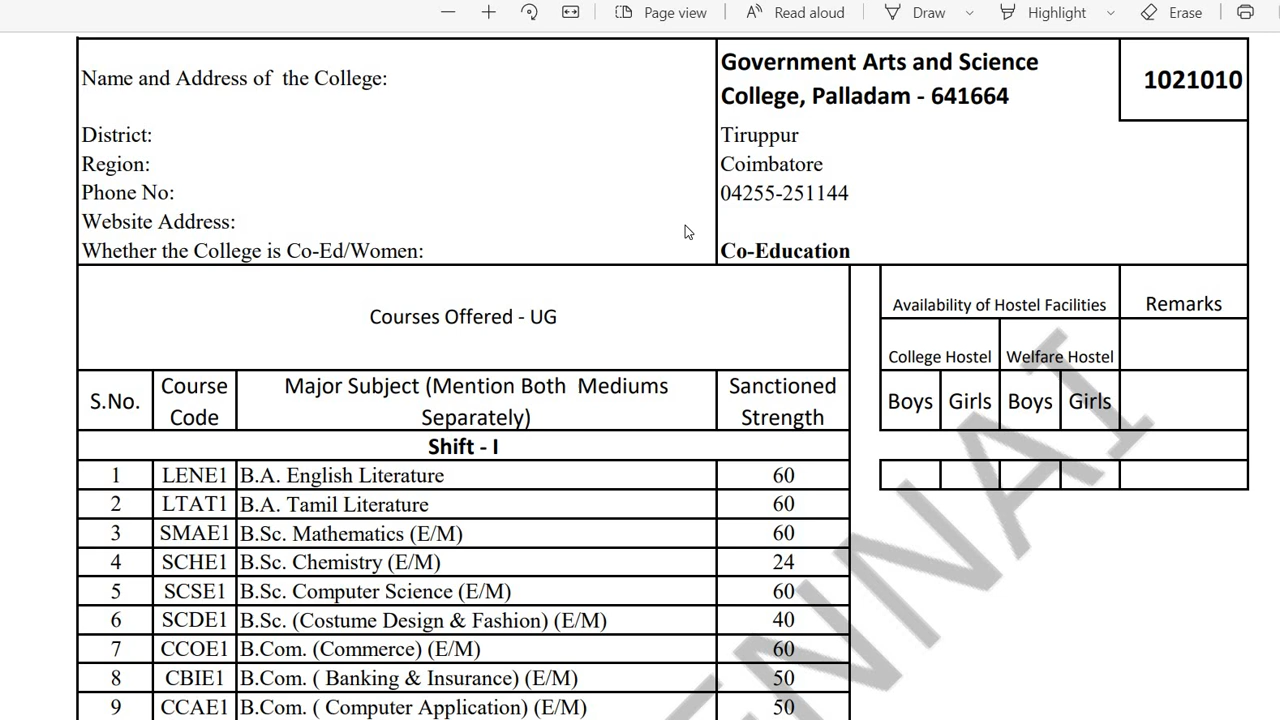 Page view
Read aloud
Draw
Highlight
Erase
Name and Address of the College:
Government Arts and Science
College, Palladam - 641664
1021010
District:
Tiruppur
Region:
Coimbatore
Phone No:
04255-251144
Website Address:
Whether the College is Co-Ed/Women:
Co-Education
Courses Offered - UG
Availability of Hostel Facilities
Remarks
College Hostel
Welfare Hostel
S.No.
Course
Code
Major Subject (Mention Both Mediums
Separately)
Sanctioned
Strength
Boys Girls Boys Girls
Shift - I
1 LENE1 B.A. English Literature 60
2 LTAT1 B.A. Tamil Literature 60
3 SMAE1 B.Sc. Mathematics (E/M) 60
4 SCHE1 B.Sc. Chemistry (E/M) 24
5 SCSE1 B.Sc. Computer Science (E/M) 60
6 SCDE1 B.Sc. (Costume Design & Fashion) (E/M) 40
7 CCOE1 B.Com. (Commerce) (E/M) 60
8 CBIE1 B.Com. ( Banking & Insurance) (E/M) 50
9 CCAE1 B.Com. ( Computer Application) (E/M) 50
ENNAI